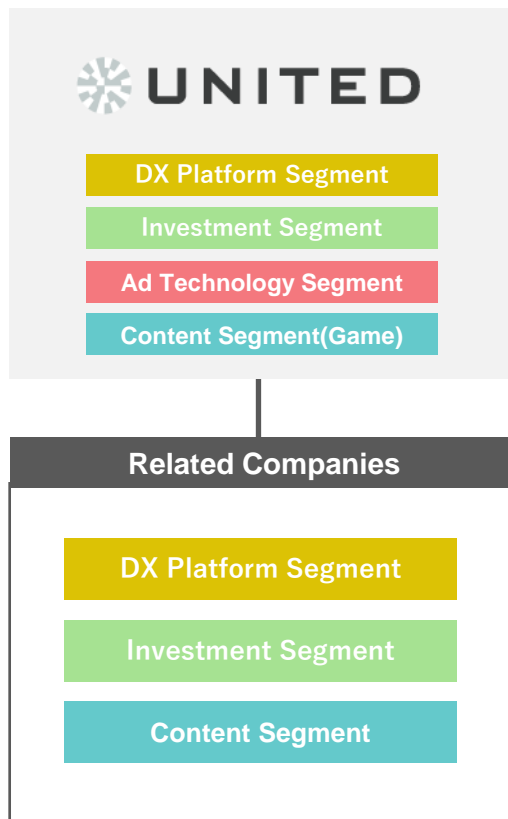 UNITED
DX Platform Segment
Investment Segment
Ad Technology Segment
Content Segment(Game)
Related Companies
DX Platform Segment
Investment Segment
Content Segment